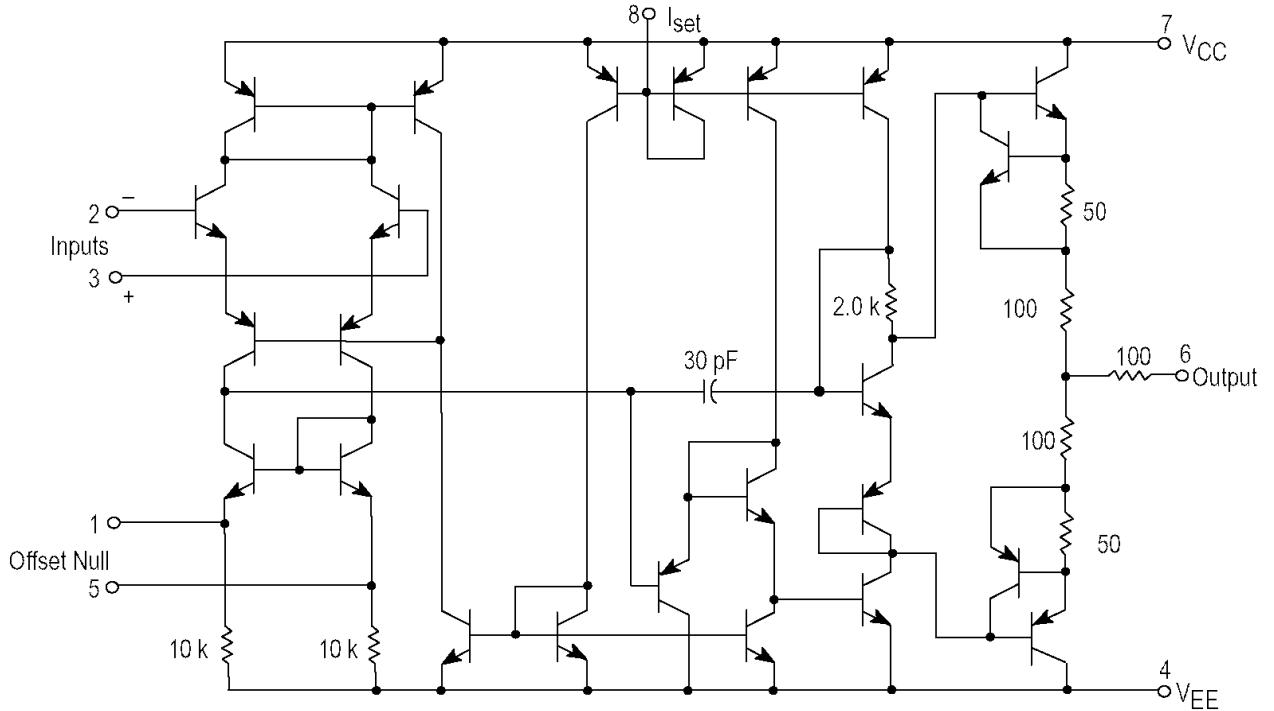 8 Iset
7
VCC
2 –
Inputs
3
+
50
2.0 k
100
30 pF
100 6
Output
100
1
Offset Null
5
50
10 k
10 k
4
VEE